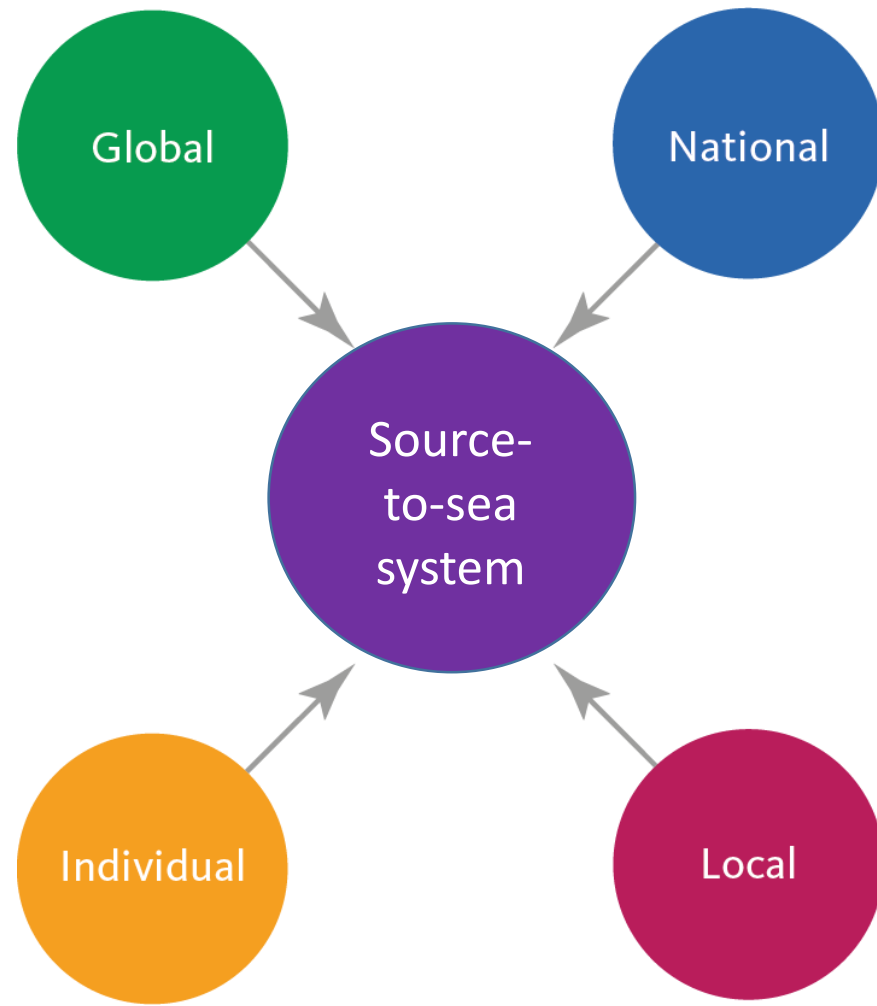 Global
National
Source-
to-sea
system
Individual
Local